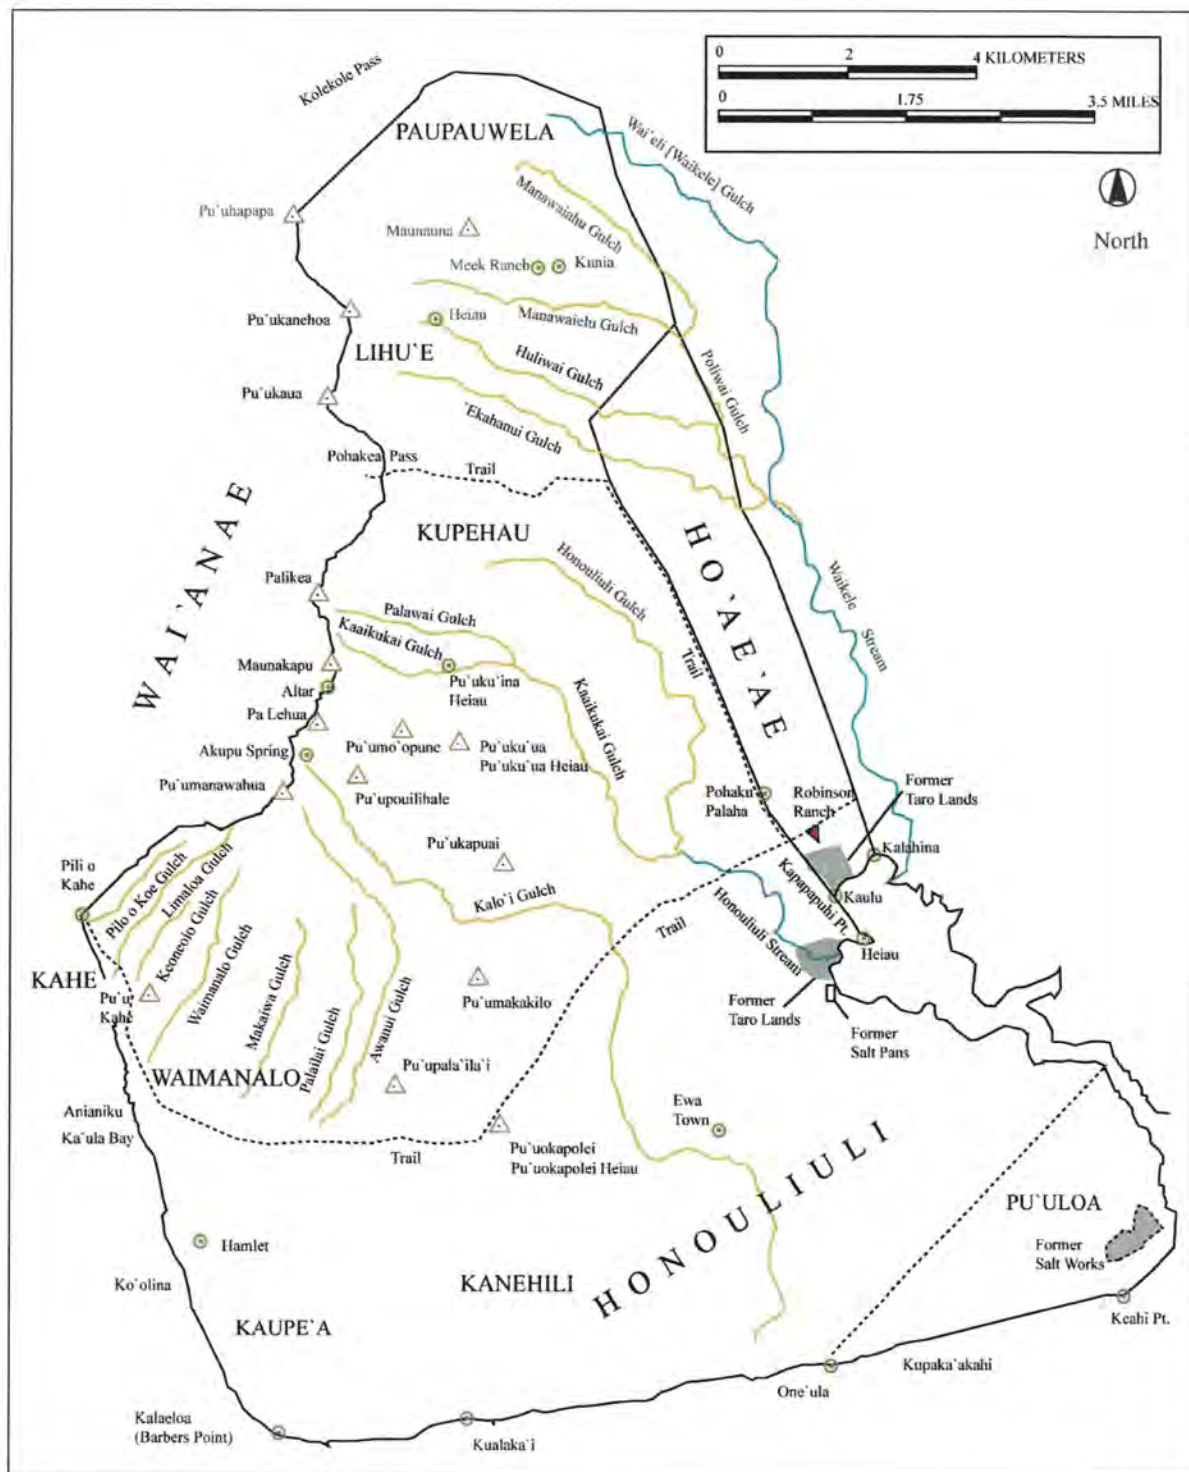 0 2 4 KILOMETERS
0 1.75 3.5 MILES
North
Kolekole Pass
PAUPAUWELA
Wai`eli [Waikele] Gulch
Manawaiahu Gulch
Pu`uhapapa
Maunauna
Meek Ranch
Kunia
Pu`ukanehoa
Heiau
Manawaielu Gulch
LIHU`E
Huliwai Gulch
Poliwai Gulch
Pu`ukaua
`Ekahanui Gulch
Pohakea Pass
Trail
WAI`ANAE
KUPEHAU
HO`AE`AE
Honouliuli Gulch
Waikele
Stream
Palikea
Palawai Gulch
Kaaikukai Gulch
Trail
Maunakapu
Altar
Pu`uku`ina
Heiau
Kaaikukai Gulch
Pa Lehua
Akupu Spring
Pu`umo`opune
Pu`uku`ua
Pu`uku`ua Heiau
Pu`umanawahua
Pu`upouilihale
Pohaku
Palaha
Robinson
Ranch
Former
Taro Lands
Pu`ukapuai
Kalahina
Pili o
Kahe
Pilo o Koe Gulch
Limaloa Gulch
Keoneoio Gulch
Waimanalo Gulch
Makaiwa Gulch
Palailai Gulch
Awanui Gulch
Kalo`i Gulch
Kapapapuhi Pt.
Kaulu
Trail
Honouliuli Stream
Heiau
KAHE
Pu`u
Kahe
Pu`umakakilo
Former
Taro Lands
Former
Salt Pans
WAIMANALO
Pu`upala`ila`i
Anianiku
Ka`ula Bay
Trail
Ewa
Town
Pu`uokapolei
Pu`uokapolei Heiau
HONOULIULI
PU`ULOA
Former
Salt Works
Hamlet
Ko`olina
KANEHILI
KAUPE`A
Keahi Pt.
Kupaka`akahi
One`ula
Kalaeloa
(Barbers Point)
Kualaka`i